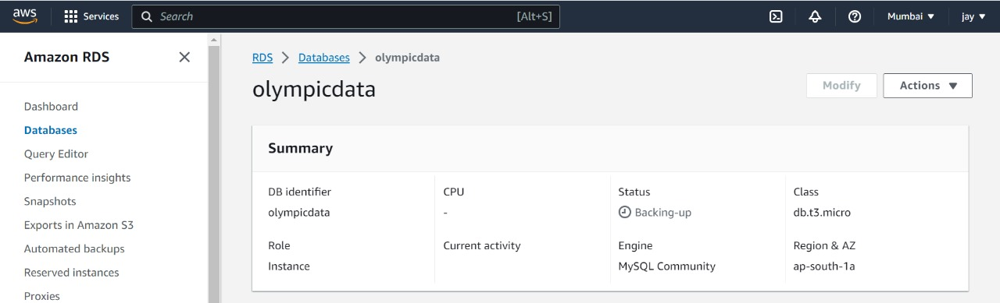 aws Services Search [Alt+S] Mumbai ▼ jay ▼
Amazon RDS
Dashboard
Databases
Query Editor
Performance insights
Snapshots
Exports in Amazon S3
Automated backups
Reserved instances
Proxies
RDS > Databases > olympicdata
olympicdata
Modify
Actions ▼
Summary
DB identifier
olympicdata
CPU
-
Status
Backing-up
Class
db.t3.micro
Role
Instance
Current activity
Engine
MySQL Community
Region & AZ
ap-south-1a